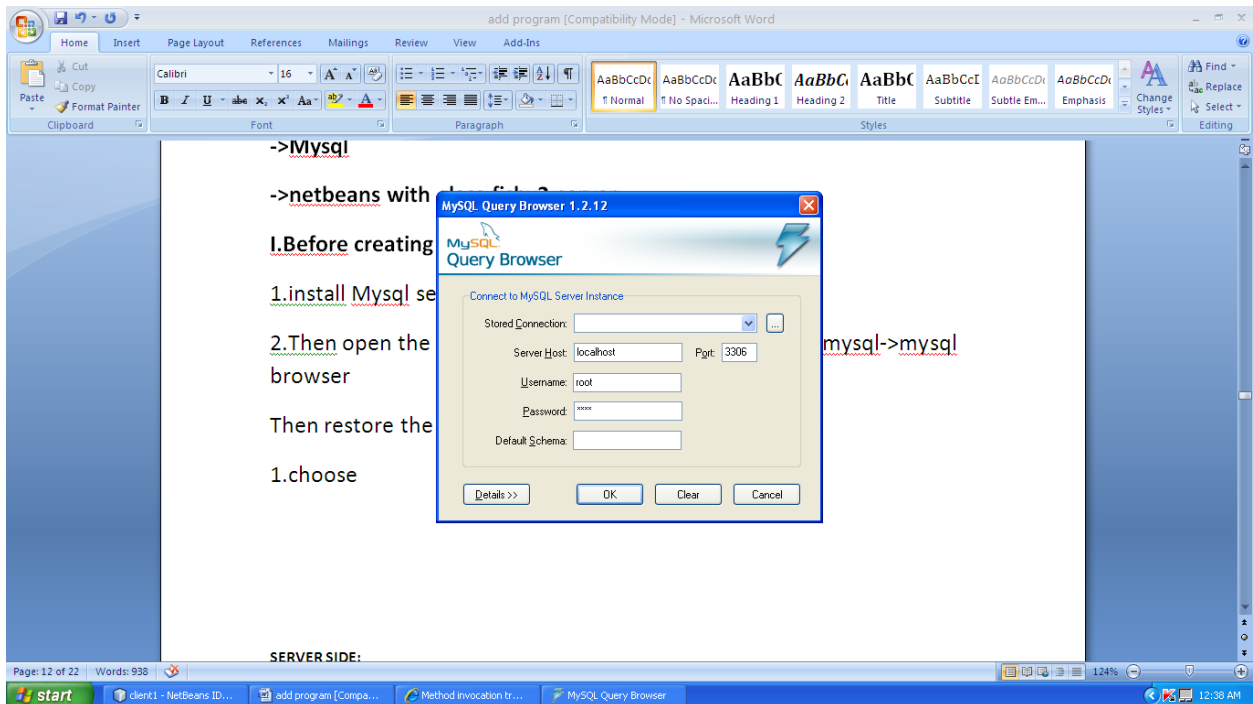 add program [Compatibility Mode] - Microsoft Word
Home Insert Page Layout References Mailings Review View Add-Ins
Paste
Cut
Copy
Format Painter
Clipboard
Calibri 16
Font
Paragraph
AaBbCcDc AaBbCcDc AaBbC AaBbC AaBbC AaBbCcI AaBbCcDc AaBbCcDc
¶ Normal ¶ No Spaci... Heading 1 Heading 2 Title Subtitle Subtle Em... Emphasis
Change Styles
Styles
Find
Replace
Select
Editing
->Mysql
->netbeans with
I.Before creating
1.install Mysql se
2.Then open the mysql->mysql
browser
Then restore the
1.choose
SERVER SIDE:
MySQL Query Browser 1.2.12
MySQL
Query Browser
Connect to MySQL Server Instance
Stored Connection: ...
Server Host: localhost Port: 3306
Username: root
Password: ****
Default Schema:
Details >> OK Clear Cancel
Page: 12 of 22 Words: 938 124%
start client1 - NetBeans ID... add program [Compa... Method invocation tr... MySQL Query Browser 12:38 AM